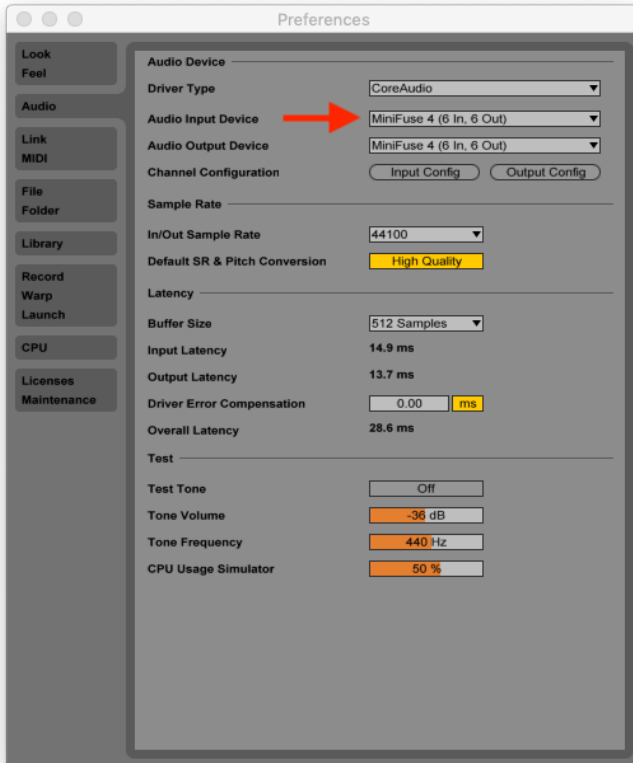 Preferences
Look
Feel
Audio
Link
MIDI
File
Folder
Library
Record
Warp
Launch
CPU
Licenses
Maintenance
Audio Device
Driver Type CoreAudio
Audio Input Device MiniFuse 4 (6 In, 6 Out)
Audio Output Device MiniFuse 4 (6 In, 6 Out)
Channel Configuration Input Config Output Config
Sample Rate
In/Out Sample Rate 44100
Default SR & Pitch Conversion High Quality
Latency
Buffer Size 512 Samples
Input Latency 14.9 ms
Output Latency 13.7 ms
Driver Error Compensation 0.00 ms
Overall Latency 28.6 ms
Test
Test Tone Off
Tone Volume -36 dB
Tone Frequency 440 Hz
CPU Usage Simulator 50 %